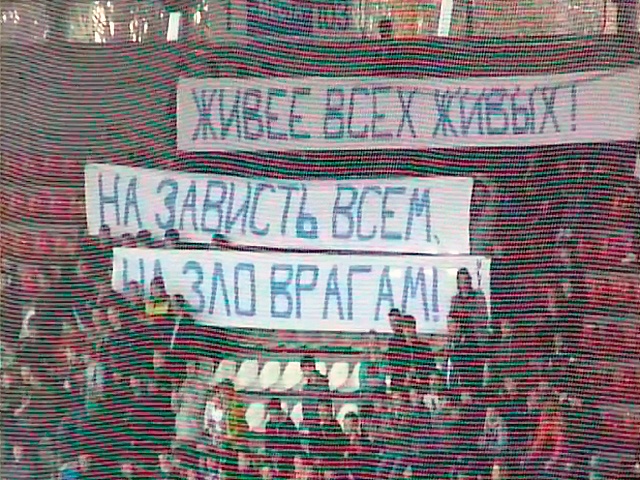 ЖИВЕЕ ВСЕХ ЖИВЫХ!
НА ЗАВИСТЬ ВСЕМ,
НА ЗЛО ВРАГАМ!